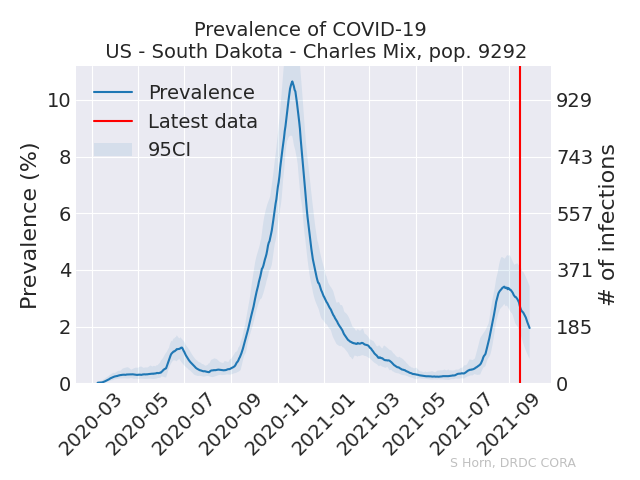 Prevalence of COVID-19
US - South Dakota - Charles Mix, pop. 9292
Prevalence
Latest data
95CI
Prevalence (%)
10
8
6
4
2
0
929
743
557
371
185
0
# of infections
2020-03
2020-05
2020-07
2020-09
2020-11
2021-01
2021-03
2021-05
2021-07
2021-09
S Horn, DRDC CORA